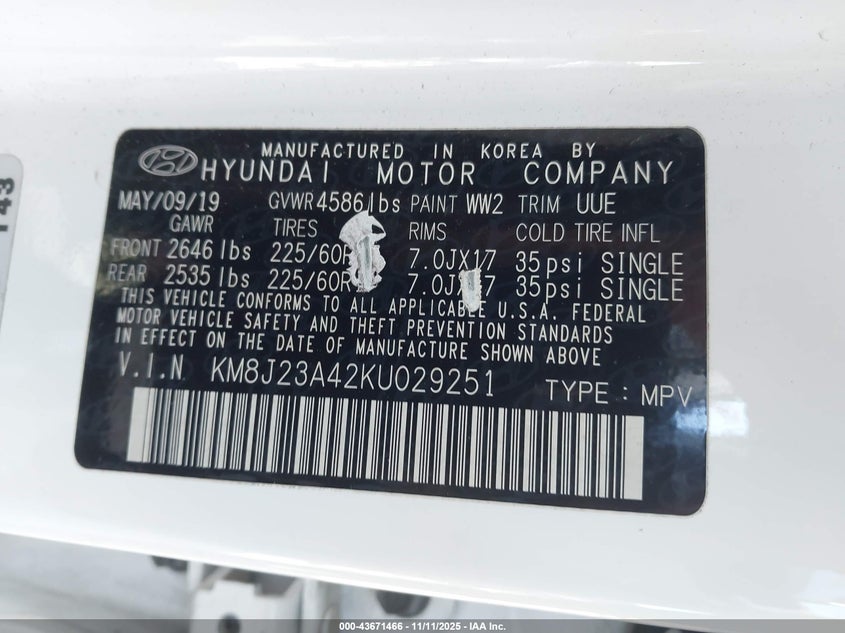 MANUFACTURED IN KOREA BY
HYUNDAI MOTOR COMPANY
MAY/09/19 GVWR 4586 lbs PAINT WW2 TRIM UUE
GAWR TIRES RIMS COLD TIRE INFL
FRONT 2646 lbs 225/60R 7.0JX17 35psi SINGLE
REAR 2535 lbs 225/60R 7.0JX 7 35psi SINGLE
THIS VEHICLE CONFORMS TO ALL APPLICABLE U.S.A. FEDERAL
MOTOR VEHICLE SAFETY AND THEFT PREVENTION STANDARDS
IN EFFECT ON THE DATE OF MANUFACTURE SHOWN ABOVE
V.I.N KM8J23A42KU029251 TYPE : MPV
143
000-43671466 - 11/11/2025 - IAA Inc.